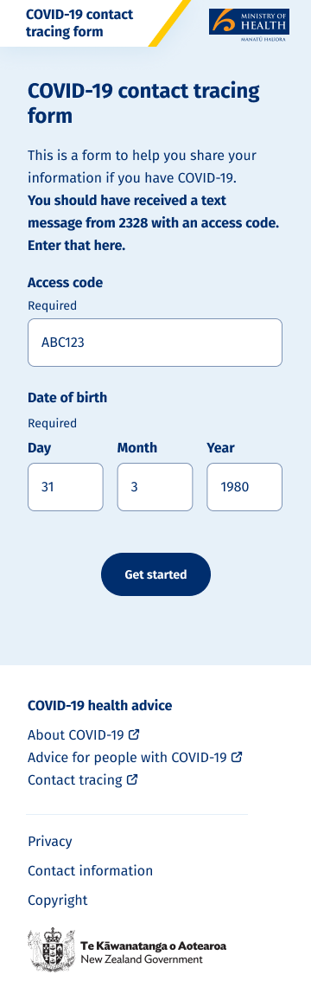 COVID-19 contact
tracing form
MINISTRY OF
HEALTH
MANATŪ HAUORA
COVID-19 contact tracing
form
This is a form to help you share your
information if you have COVID-19.
You should have received a text
message from 2328 with an access code.
Enter that here.
Access code
Required
ABC123
Date of birth
Required
Day Month Year
31 3 1980
Get started
COVID-19 health advice
About COVID-19
Advice for people with COVID-19
Contact tracing
Privacy
Contact information
Copyright
Te Kāwanatanga o Aotearoa
New Zealand Government